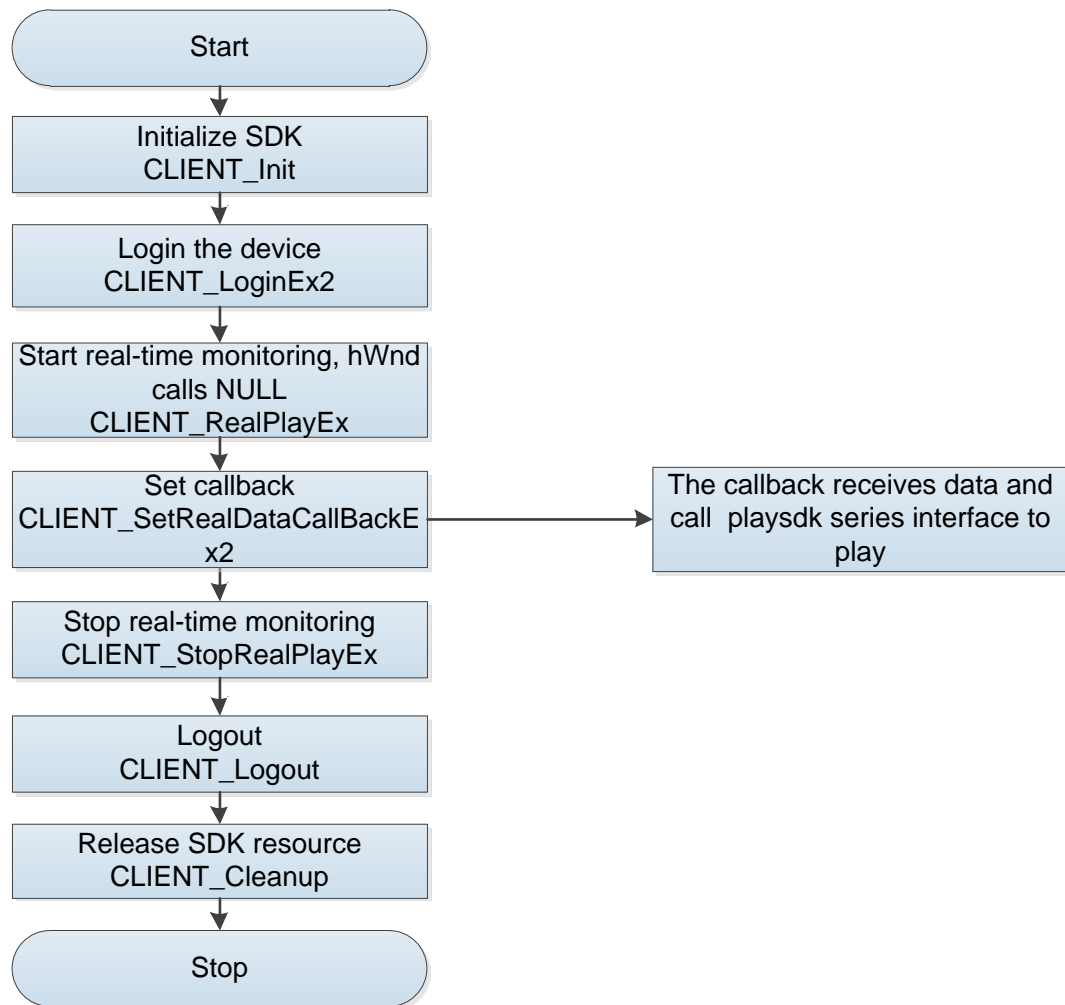 Start
Initialize SDK
CLIENT_Init
Login the device
CLIENT_LoginEx2
Start real-time monitoring, hWnd
calls NULL
CLIENT_RealPlayEx
Set callback
CLIENT_SetRealDataCallBackE
x2
The callback receives data and
call playsdk series interface to
play
Stop real-time monitoring
CLIENT_StopRealPlayEx
Logout
CLIENT_Logout
Release SDK resource
CLIENT_Cleanup
Stop